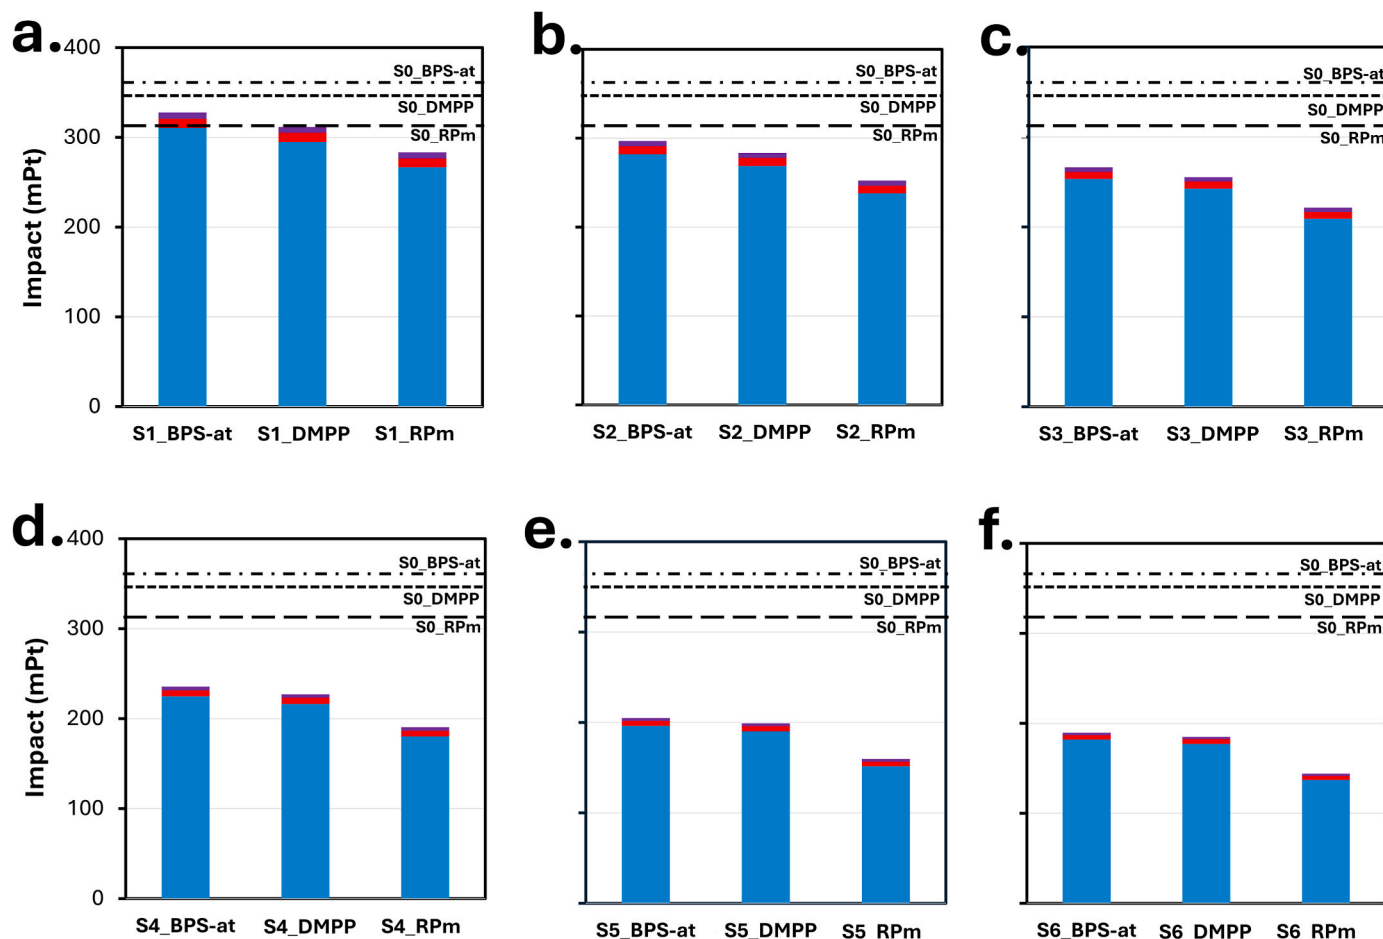 a.
b.
c.
400
300
200
100
0
Impact (mPt)
S0_BPS-at
S0_DMPP
S0_RPm
S1_BPS-at S1_DMPP S1_RPm
S0_BPS-at
S0_DMPP
S0_RPm
S2_BPS-at S2_DMPP S2_RPm
S0_BPS-at
S0_DMPP
S0_RPm
S3_BPS-at S3_DMPP S3_RPm
d.
e.
f.
400
300
200
100
0
Impact (mPt)
S0_BPS-at
S0_DMPP
S0_RPm
S4_BPS-at S4_DMPP S4_RPm
S0_BPS-at
S0_DMPP
S0_RPm
S5_BPS-at S5_DMPP S5_RPm
S0_BPS-at
S0_DMPP
S0_RPm
S6_BPS-at S6_DMPP S6_RPm